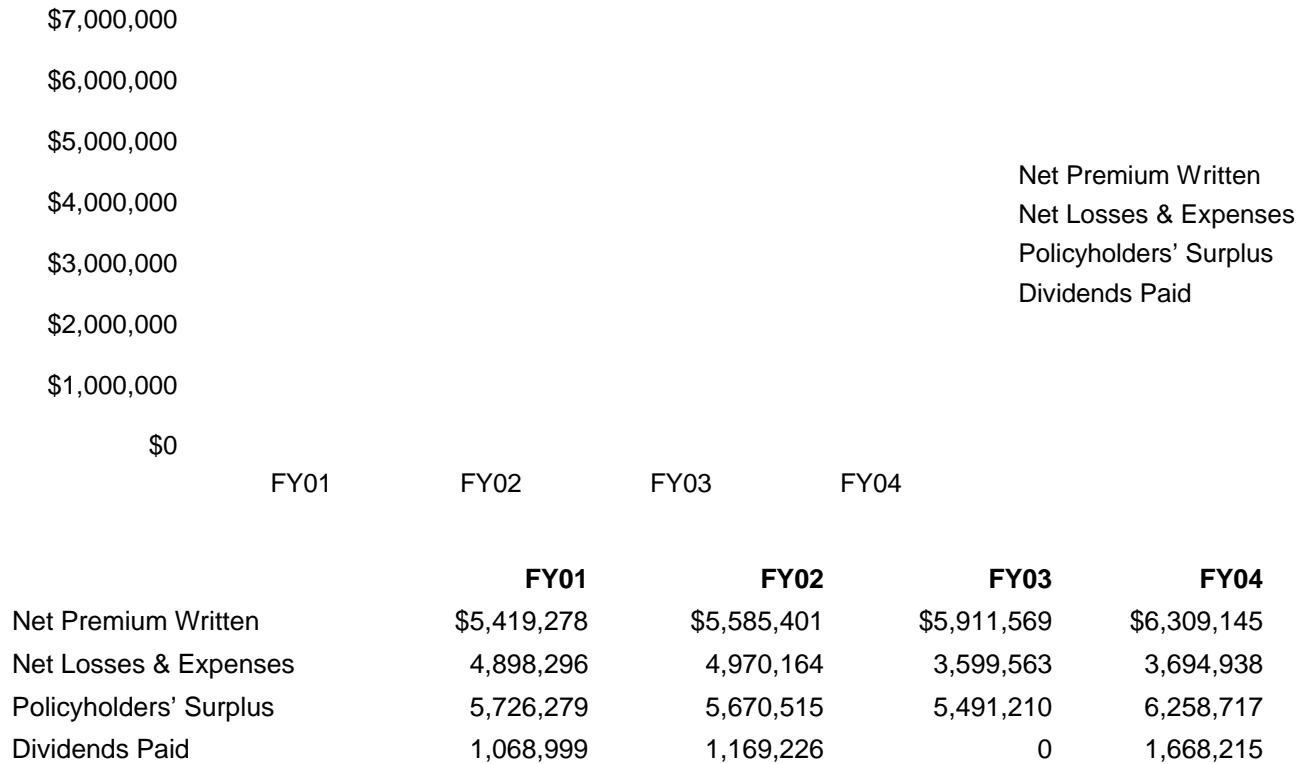 $7,000,000
$6,000,000
$5,000,000
$4,000,000
$3,000,000
$2,000,000
$1,000,000
$0
FY01 FY02 FY03 FY04
Net Premium Written
Net Losses & Expenses
Policyholders’ Surplus
Dividends Paid
FY01 FY02 FY03 FY04
Net Premium Written $5,419,278 $5,585,401 $5,911,569 $6,309,145
Net Losses & Expenses 4,898,296 4,970,164 3,599,563 3,694,938
Policyholders’ Surplus 5,726,279 5,670,515 5,491,210 6,258,717
Dividends Paid 1,068,999 1,169,226 0 1,668,215